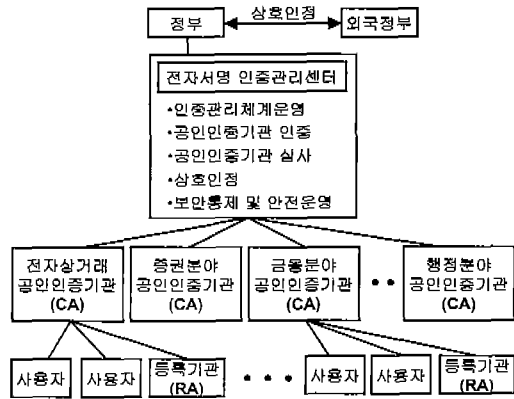 정부
상호인정
외국정부
전자서명 인증관리센터
•인증관리체계운영
•공인인증기관 인증
•공인인증기관 실사
•상호인정
•보안통제 및 안전운영
전자상거래
공인인증기관
(CA)
증권분야
공인인증기관
(CA)
금융분야
공인인증기관
(CA)
• •
행정분야
공인인증기관
(CA)
사용자
사용자
등록기관
(RA)
• • •
사용자
사용자
등록기관
(RA)